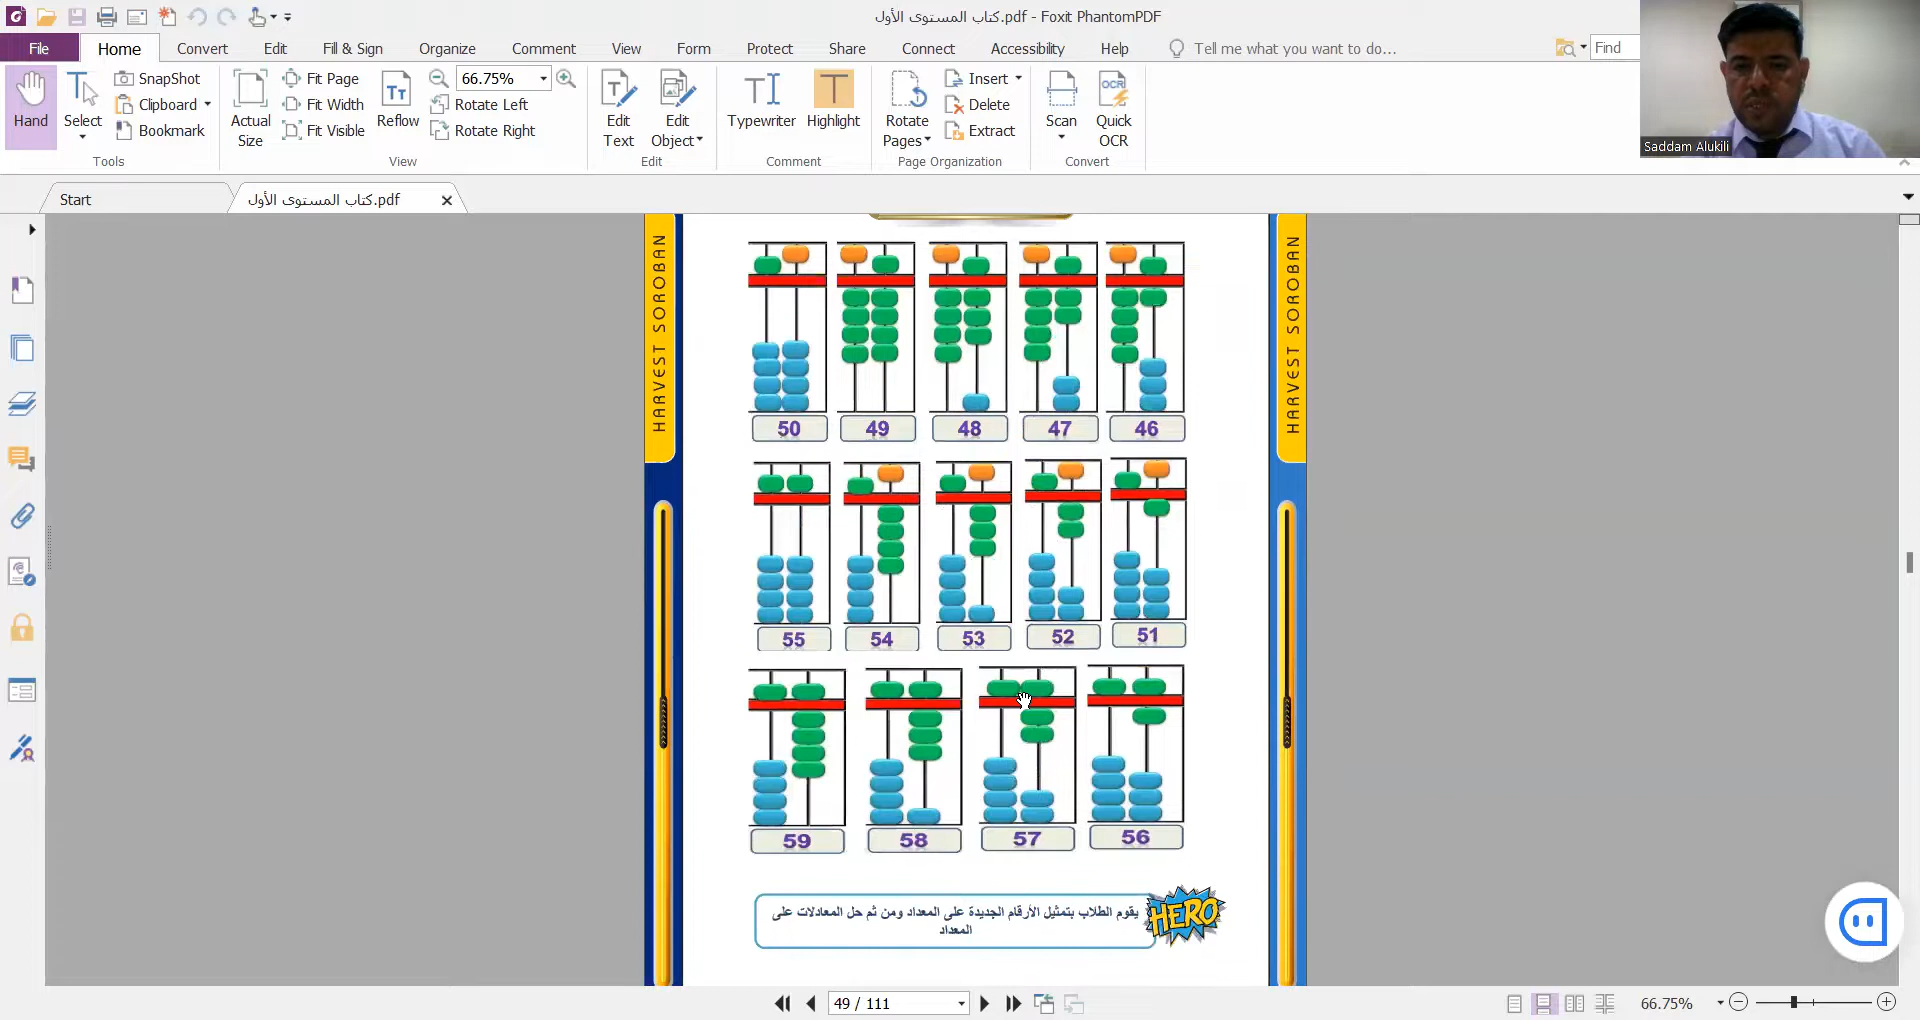 كتاب المستوى الأول.pdf - Foxit PhantomPDF
File Home Convert Edit Fill & Sign Organize Comment View Form Protect Share Connect Accessibility Help Tell me what you want to do... Find
Hand
Select
SnapShot
Clipboard
Bookmark
Tools
Actual Size
Fit Page
Fit Width
Fit Visible
Reflow
66.75%
Rotate Left
Rotate Right
View
Edit Text
Edit Object
Edit
Typewriter
Highlight
Comment
Rotate Pages
Insert
Delete
Extract
Page Organization
Scan
Quick OCR
Convert
Saddam Alukili
Start
كتاب المستوى الأول.pdf
HARVEST SOROBAN
HARVEST SOROBAN
50 49 48 47 46
55 54 53 52 51
59 58 57 56
يقوم الطلاب بتمثيل الأرقام الجديدة على المعداد ومن ثم حل المعادلات على
المعداد
HERO
49 / 111
66.75%